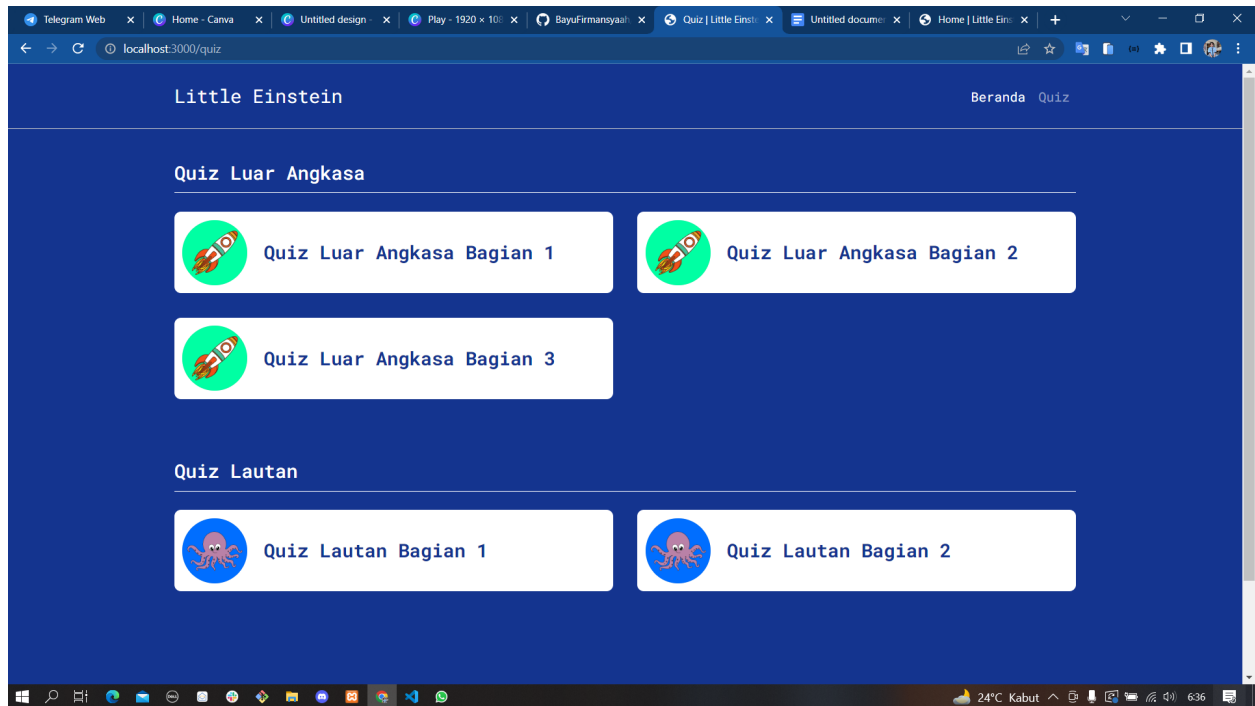 Telegram Web
Home - Canva
Untitled design -
Play - 1920 × 108
BayuFirmansyaah
Quiz | Little Einste
Untitled documen
Home | Little Eins
localhost:3000/quiz
Little Einstein
Beranda Quiz
Quiz Luar Angkasa
Quiz Luar Angkasa Bagian 1
Quiz Luar Angkasa Bagian 2
Quiz Luar Angkasa Bagian 3
Quiz Lautan
Quiz Lautan Bagian 1
Quiz Lautan Bagian 2
24°C Kabut
636